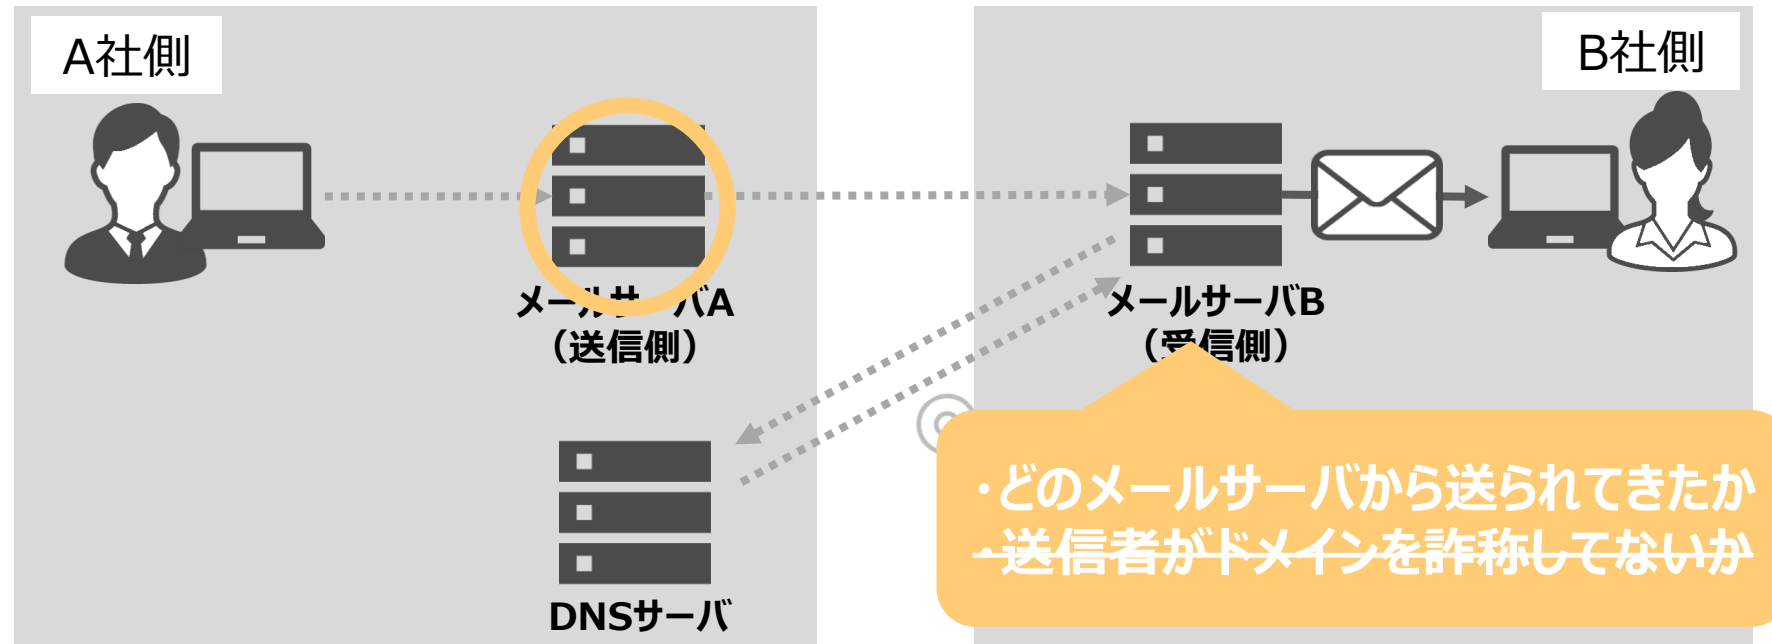 A社側
B社側
メールサーバA
（送信側）
メールサーバB
（受信側）
・どのメールサーバから送られてきたか
・送信者がドメインを詐称してないか
DNSサーバ